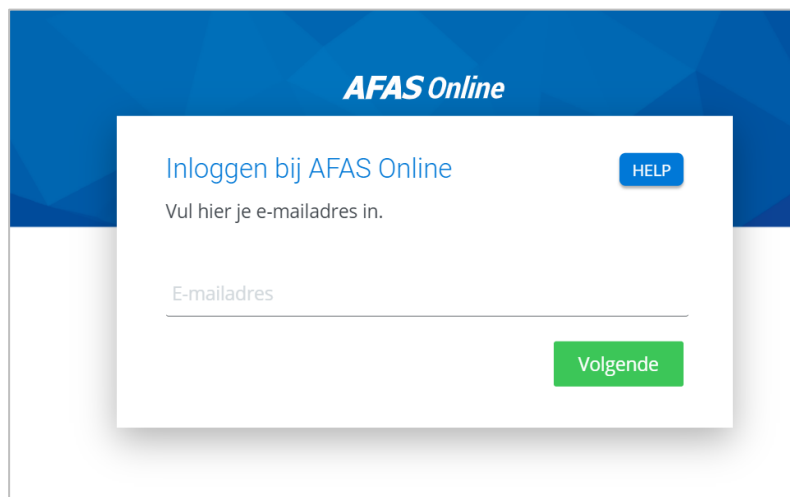 AFAS Online
Inloggen bij AFAS Online
HELP
Vul hier je e-mailadres in.
E-mailadres
Volgende